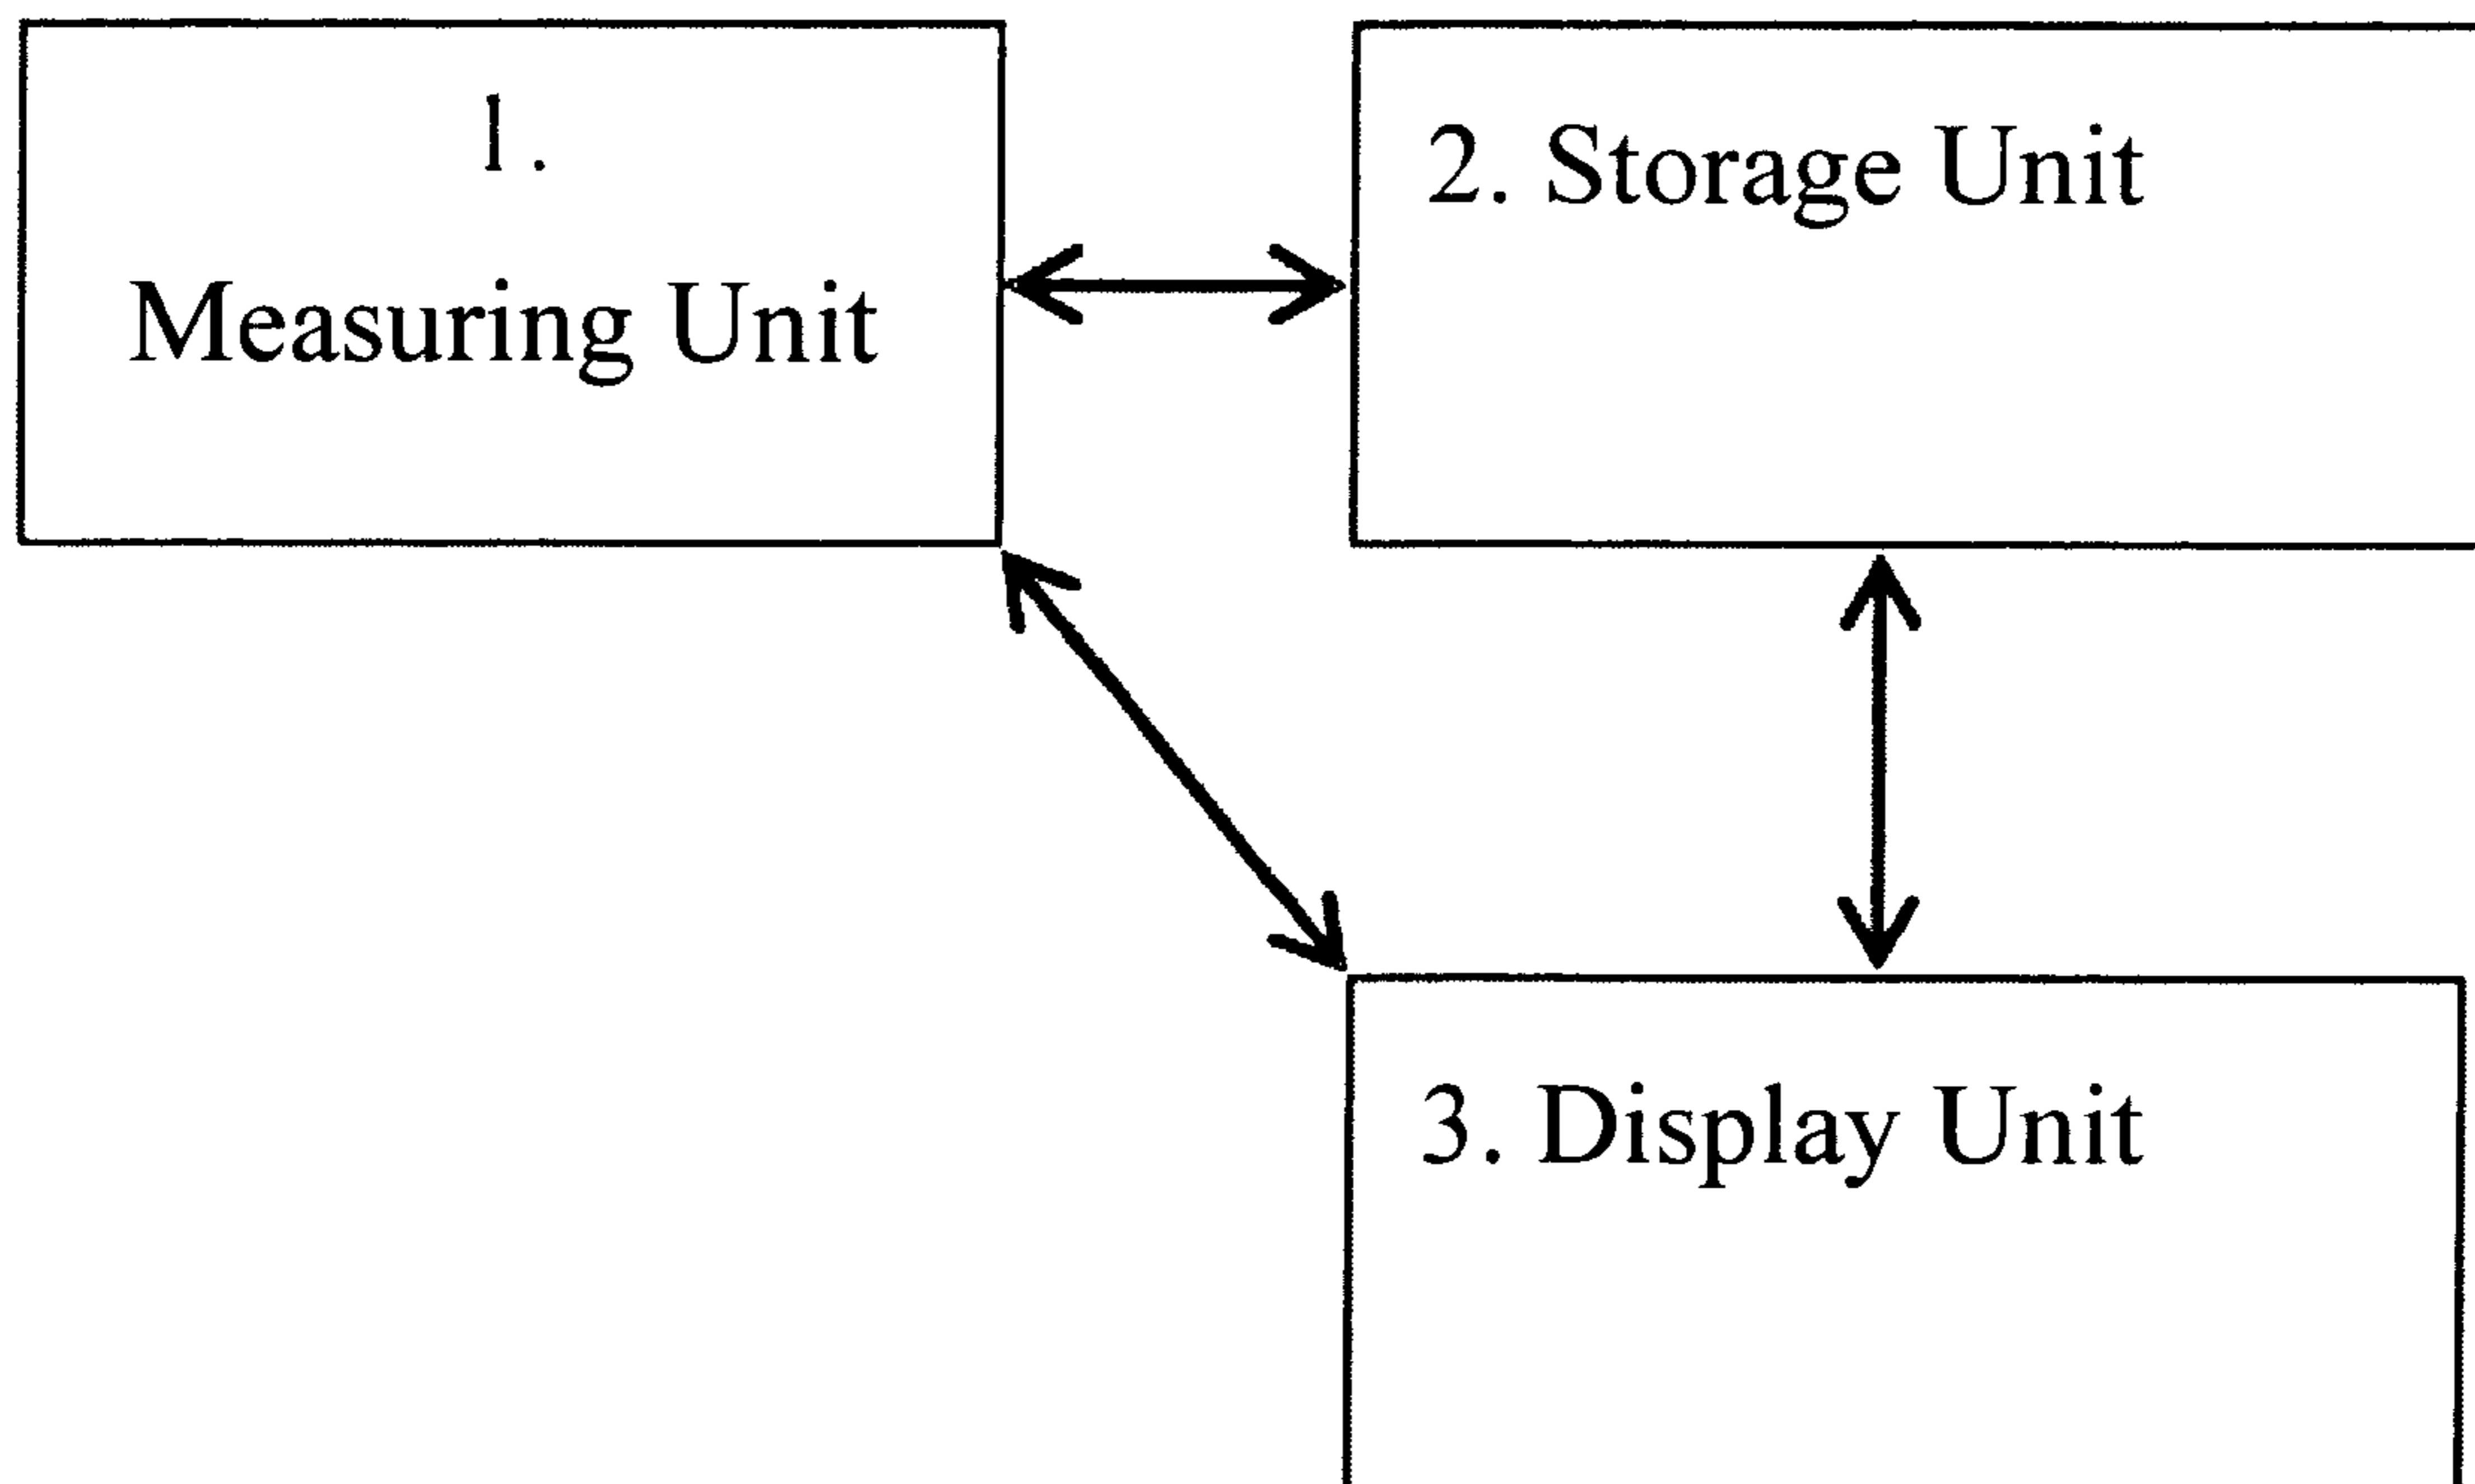 1.
Measuring Unit
2. Storage Unit
3. Display Unit